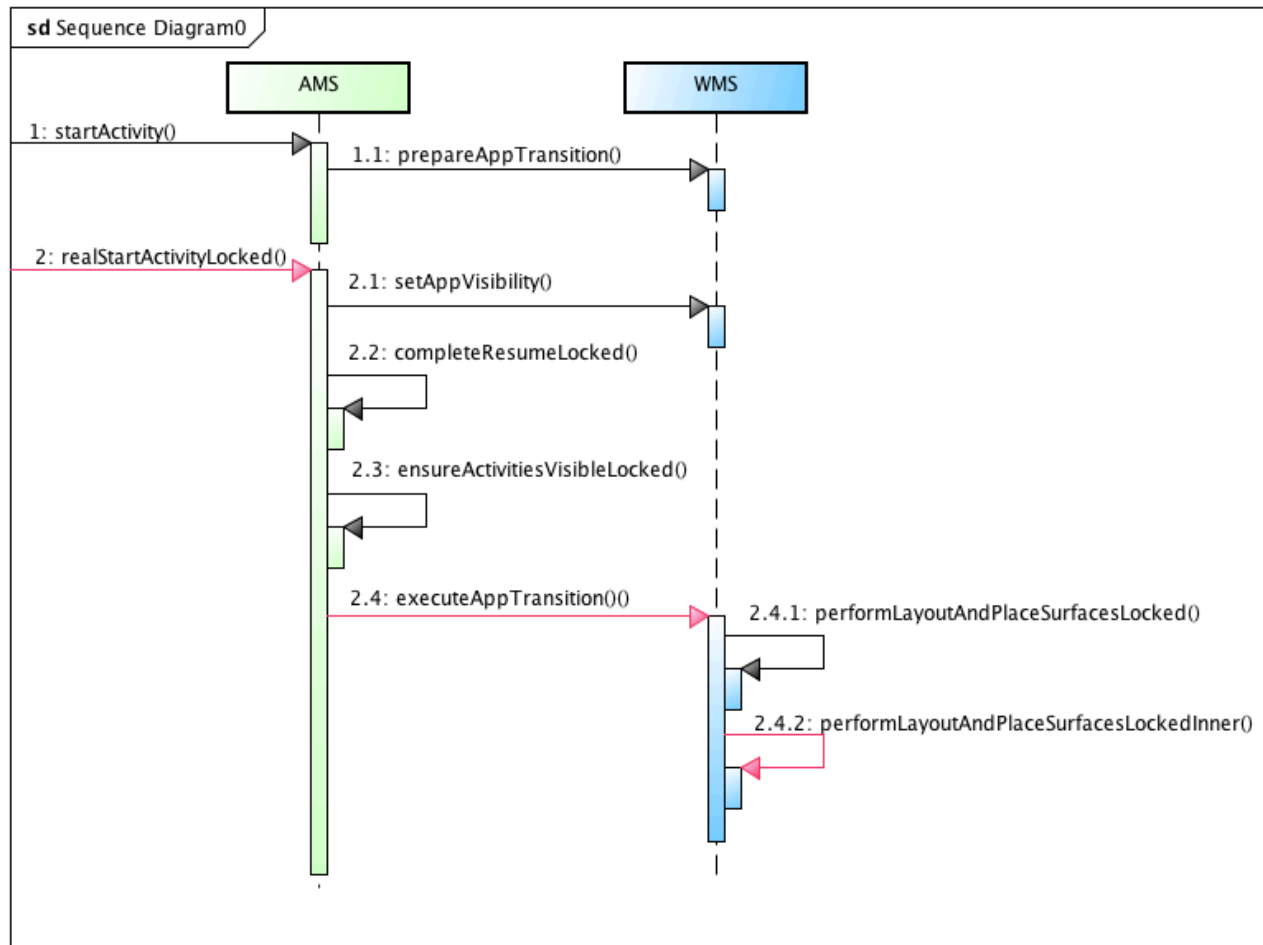 sd Sequence Diagram0
AMS
WMS
1: startActivity()
1.1: prepareAppTransition()
2: realStartActivityLocked()
2.1: setAppVisibility()
2.2: completeResumeLocked()
2.3: ensureActivitiesVisibleLocked()
2.4: executeAppTransition()()
2.4.1: performLayoutAndPlaceSurfacesLocked()
2.4.2: performLayoutAndPlaceSurfacesLockedInner()